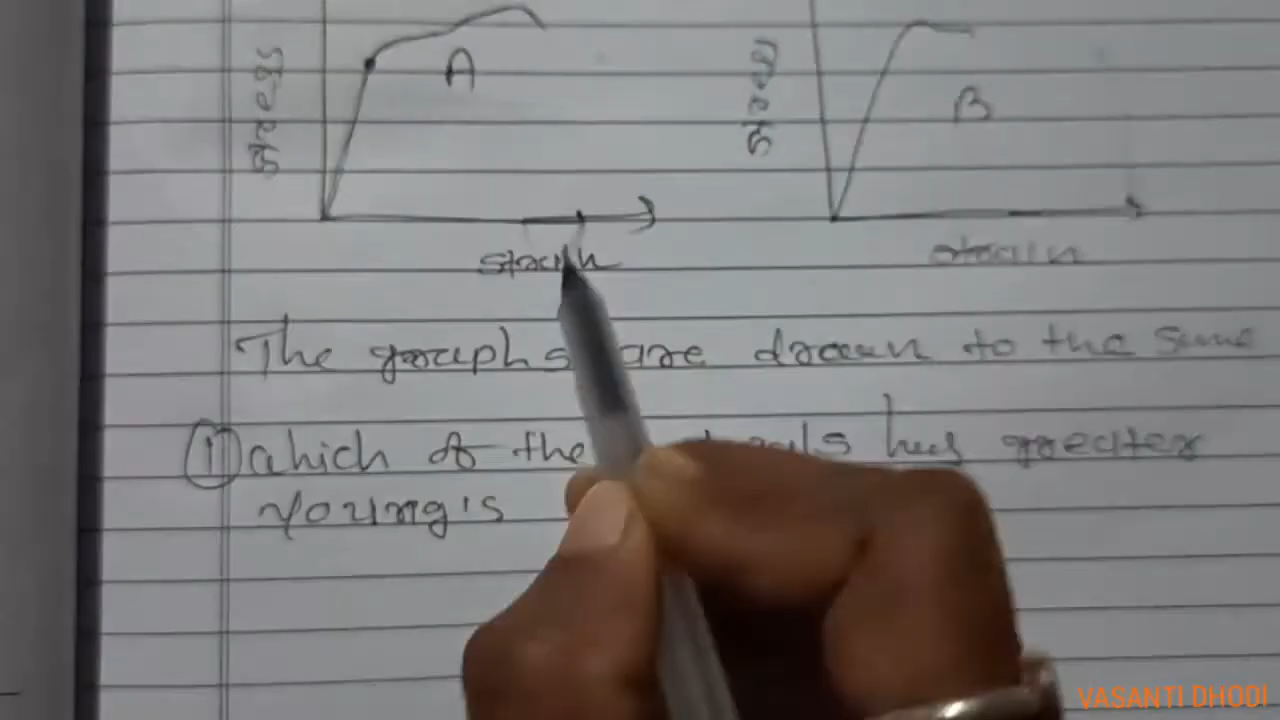 stress
A
stress
B
strain
strain
The graphs are drawn to the same
① which of the has greater
Young's
VASANTI DHODI